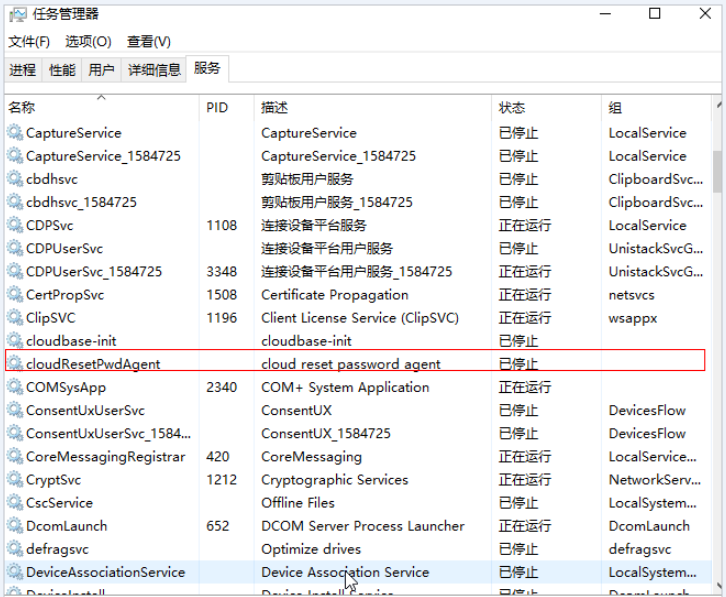 任务管理器
文件(F) 选项(O) 查看(V)
进程 性能 用户 详细信息 服务
名称 PID 描述 状态 组
CaptureService CaptureService 已停止 LocalService
CaptureService_1584725 CaptureService_1584725 已停止 LocalService
cbdhsvc 剪贴板用户服务 已停止 ClipboardSvc...
cbdhsvc_1584725 剪贴板用户服务_1584725 已停止 ClipboardSvc...
CDPSvc 1108 连接设备平台服务 正在运行 LocalService
CDPUserSvc 连接设备平台用户服务 已停止 UnistackSvcG...
CDPUserSvc_1584725 3348 连接设备平台用户服务_1584725 正在运行 UnistackSvcG...
CertPropSvc 1508 Certificate Propagation 正在运行 netsvcs
ClipSVC 1196 Client License Service (ClipSVC) 正在运行 wsappx
cloudbase-init cloudbase-init 已停止
cloudResetPwdAgent cloud reset password agent 已停止
COMSysApp 2340 COM+ System Application 正在运行
ConsentUxUserSvc ConsentUX 已停止 DevicesFlow
ConsentUxUserSvc_1584... ConsentUX_1584725 已停止 DevicesFlow
CoreMessagingRegistrar 420 CoreMessaging 正在运行 LocalService...
CryptSvc 1212 Cryptographic Services 正在运行 NetworkServ...
CscService Offline Files 已停止 LocalSystem...
DcomLaunch 652 DCOM Server Process Launcher 正在运行 DcomLaunch
defragsvc Optimize drives 已停止 defragsvc
DeviceAssociationService Device Association Service 已停止 LocalSystem...
DeviceInstall Device Install Service 已停止 DcomLaunch